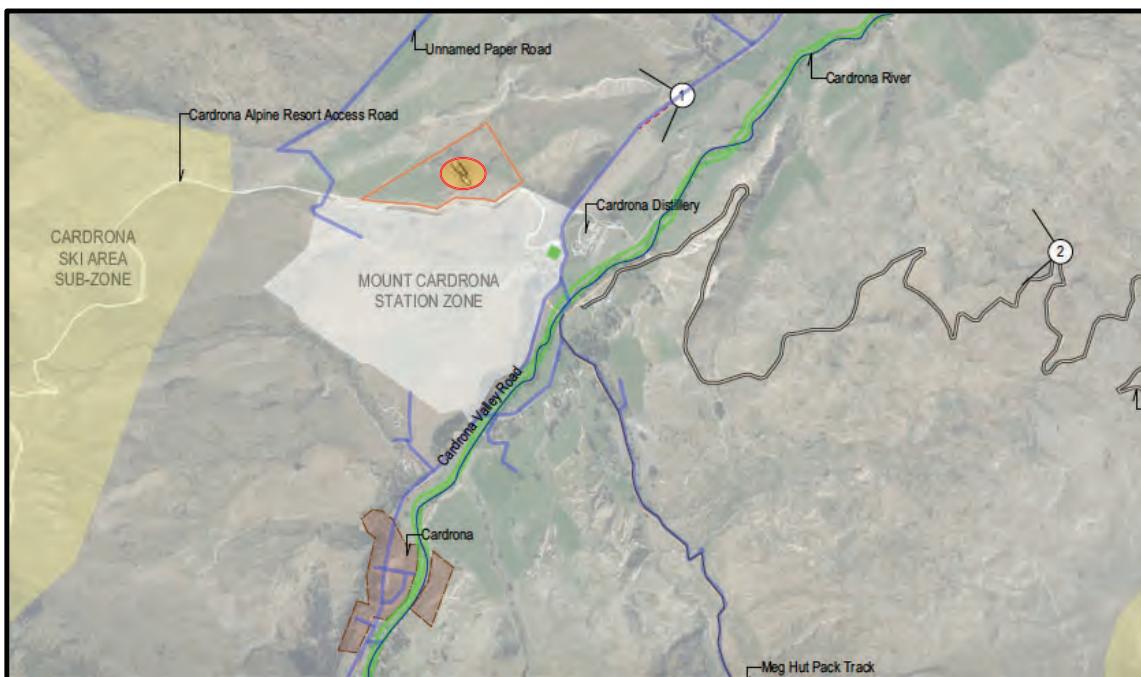 Unnamed Paper Road
Cardrona River
1
Cardrona Alpine Resort Access Road
Cardrona Distillery
CARDRONA
SKI AREA
SUB-ZONE
2
MOUNT CARDRONA
STATION ZONE
Cardrona Valley Road
Cardrona
Meg Hut Pack Track